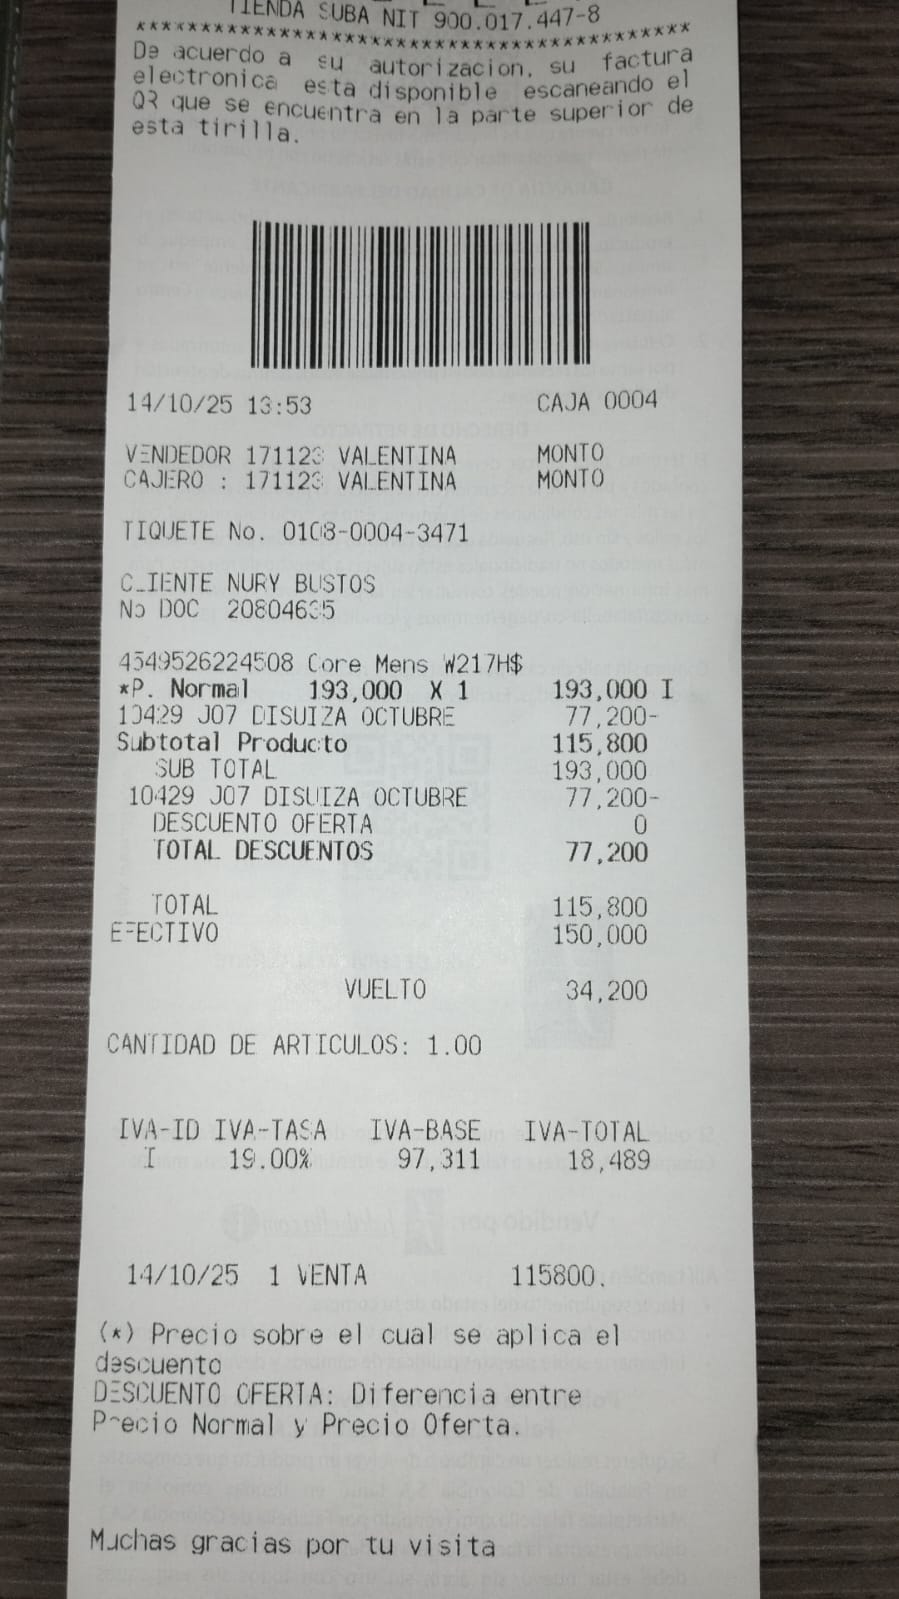 TIENDA SUBA NIT 900.017.447-8
******************************************
De acuerdo a su autorizacion, su factura
electronica esta disponible escaneando el
QR que se encuentra en la parte superior de
esta tirilla.
14/10/25 13:53 CAJA 0004
VENDEDOR 171123 VALENTINA MONTO
CAJERO : 171123 VALENTINA MONTO
TIQUETE No. 0108-0004-3471
CLIENTE NURY BUSTOS
No DOC 20804635
4549526224508 Core Mens W217H$
*P. Normal 193,000 X 1 193,000 I
10429 J07 DISUIZA OCTUBRE 77,200-
Subtotal Producto 115,800
SUB TOTAL 193,000
10429 J07 DISUIZA OCTUBRE 77,200-
DESCUENTO OFERTA 0
TOTAL DESCUENTOS 77,200
TOTAL 115,800
EFECTIVO 150,000
VUELTO 34,200
CANTIDAD DE ARTICULOS: 1.00
IVA-ID IVA-TASA IVA-BASE IVA-TOTAL
I 19.00% 97,311 18,489
14/10/25 1 VENTA 115800.
(*) Precio sobre el cual se aplica el
descuento
DESCUENTO OFERTA: Diferencia entre
Precio Normal y Precio Oferta.
Muchas gracias por tu visita